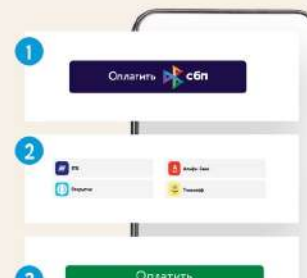 1
Оплатить сбп
2
ВТБ Альфа-Банк
Открытие Тинькофф
3
Оплатить